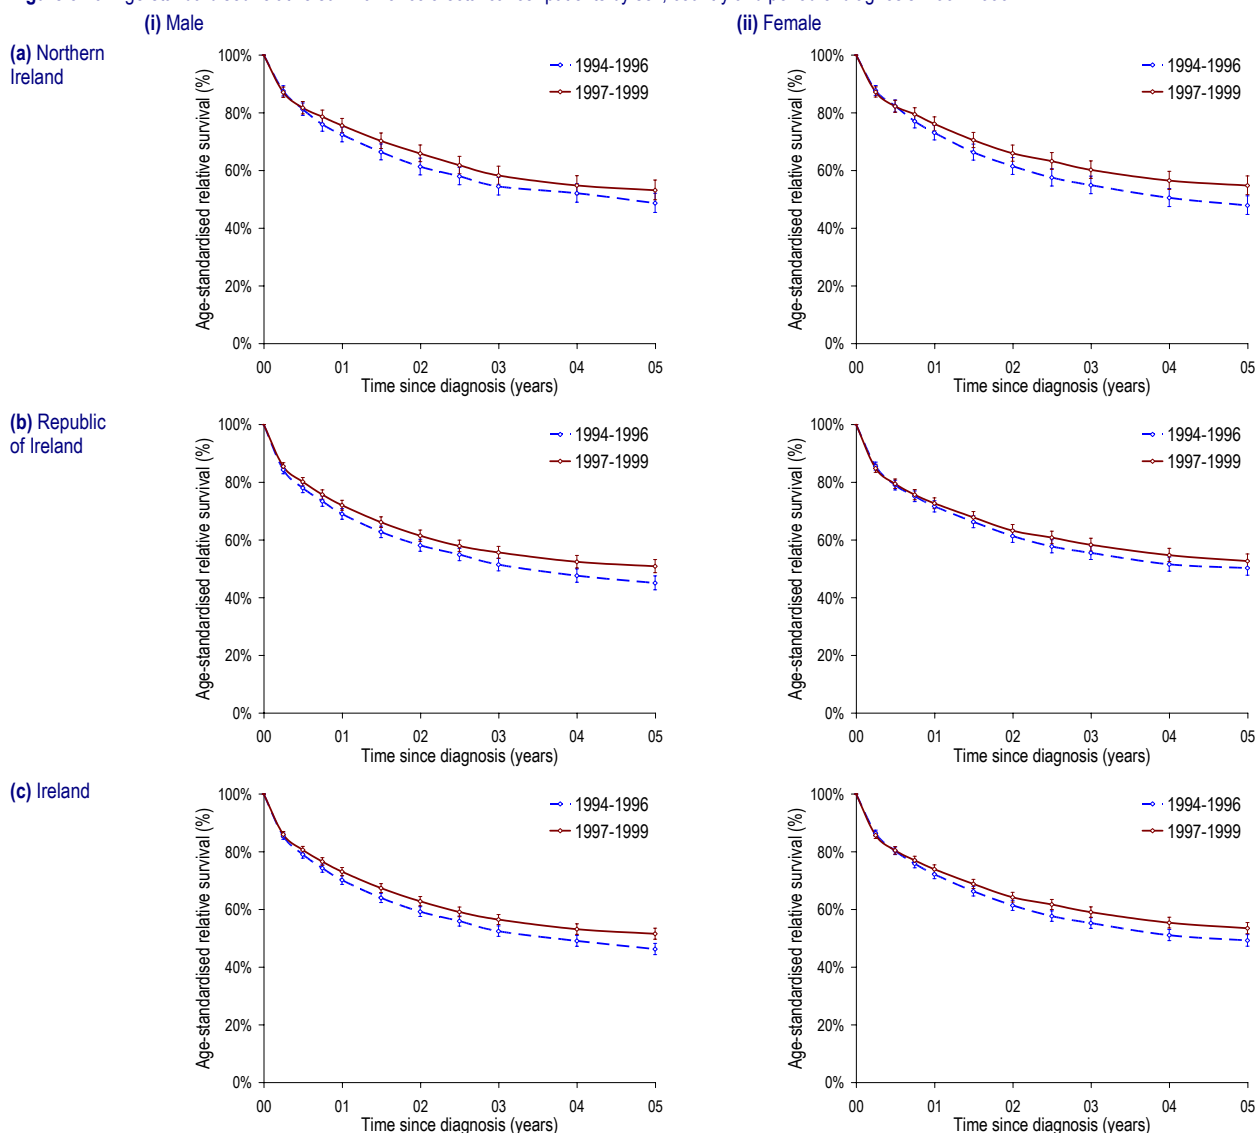 (i) Male
(ii) Female
(a) Northern
Ireland
Age-standardised relative survival (%)
100%
80%
60%
40%
20%
0%
00 01 02 03 04 05
Time since diagnosis (years)
1994-1996
1997-1999
Age-standardised relative survival (%)
100%
80%
60%
40%
20%
0%
00 01 02 03 04 05
Time since diagnosis (years)
1994-1996
1997-1999
(b) Republic
of Ireland
Age-standardised relative survival (%)
100%
80%
60%
40%
20%
0%
00 01 02 03 04 05
Time since diagnosis (years)
1994-1996
1997-1999
Age-standardised relative survival (%)
100%
80%
60%
40%
20%
0%
00 01 02 03 04 05
Time since diagnosis (years)
1994-1996
1997-1999
(c) Ireland
Age-standardised relative survival (%)
100%
80%
60%
40%
20%
0%
00 01 02 03 04 05
Time since diagnosis (years)
1994-1996
1997-1999
Age-standardised relative survival (%)
100%
80%
60%
40%
20%
0%
00 01 02 03 04 05
Time since diagnosis (years)
1994-1996
1997-1999